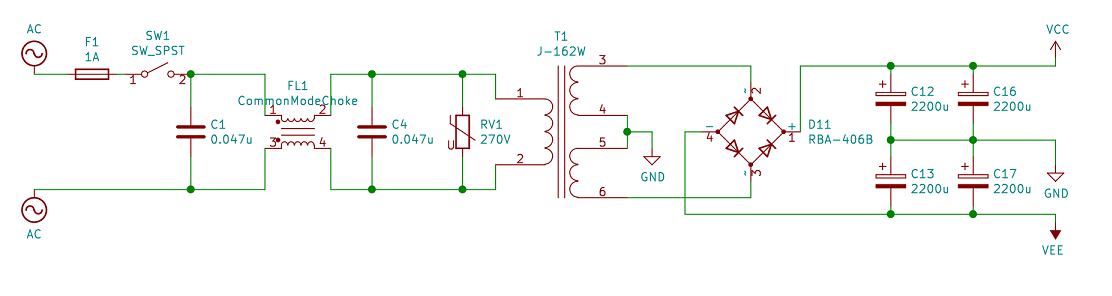 AC
F1
1A
SW1
SW_SPST
1
2
FL1
CommonModeChoke
1
2
3
4
C1
0.047u
C4
0.047u
U
RV1
270V
T1
J-162W
1
2
3
4
5
6
GND
~
2
−
4
+
1
~
3
D11
RBA-406B
VCC
+
C12
2200u
+
C16
2200u
+
C13
2200u
+
C17
2200u
GND
VEE
AC